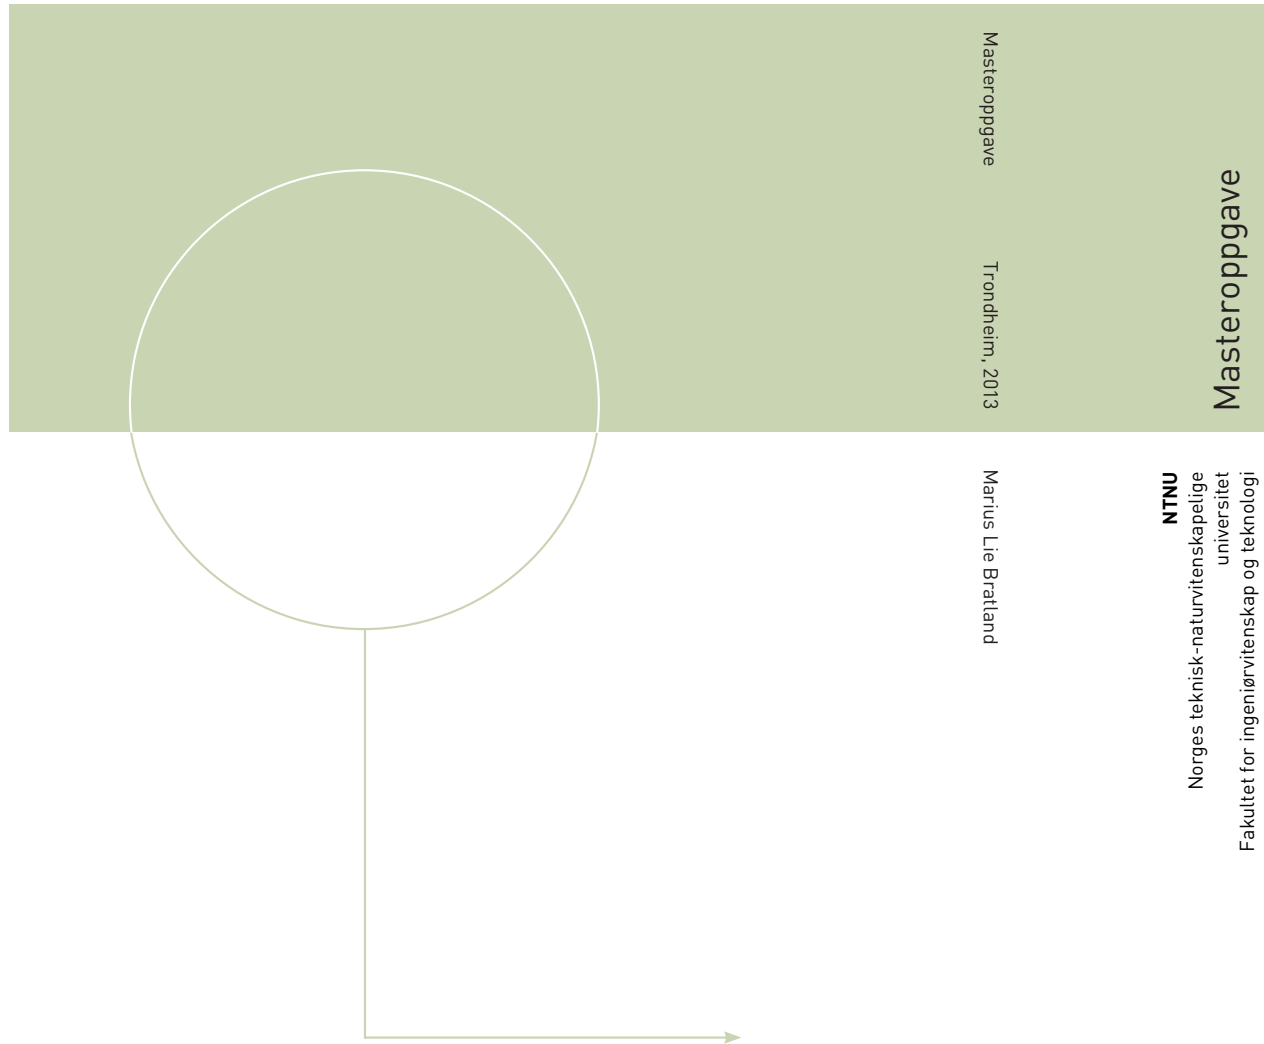 Masteroppgave
Trondheim, 2013
Marius Lie Bratland
Masteroppgave
NTNU
Norges teknisk-naturvitenskapelige
universitet
Fakultet for ingeniørvitenskap og teknologi